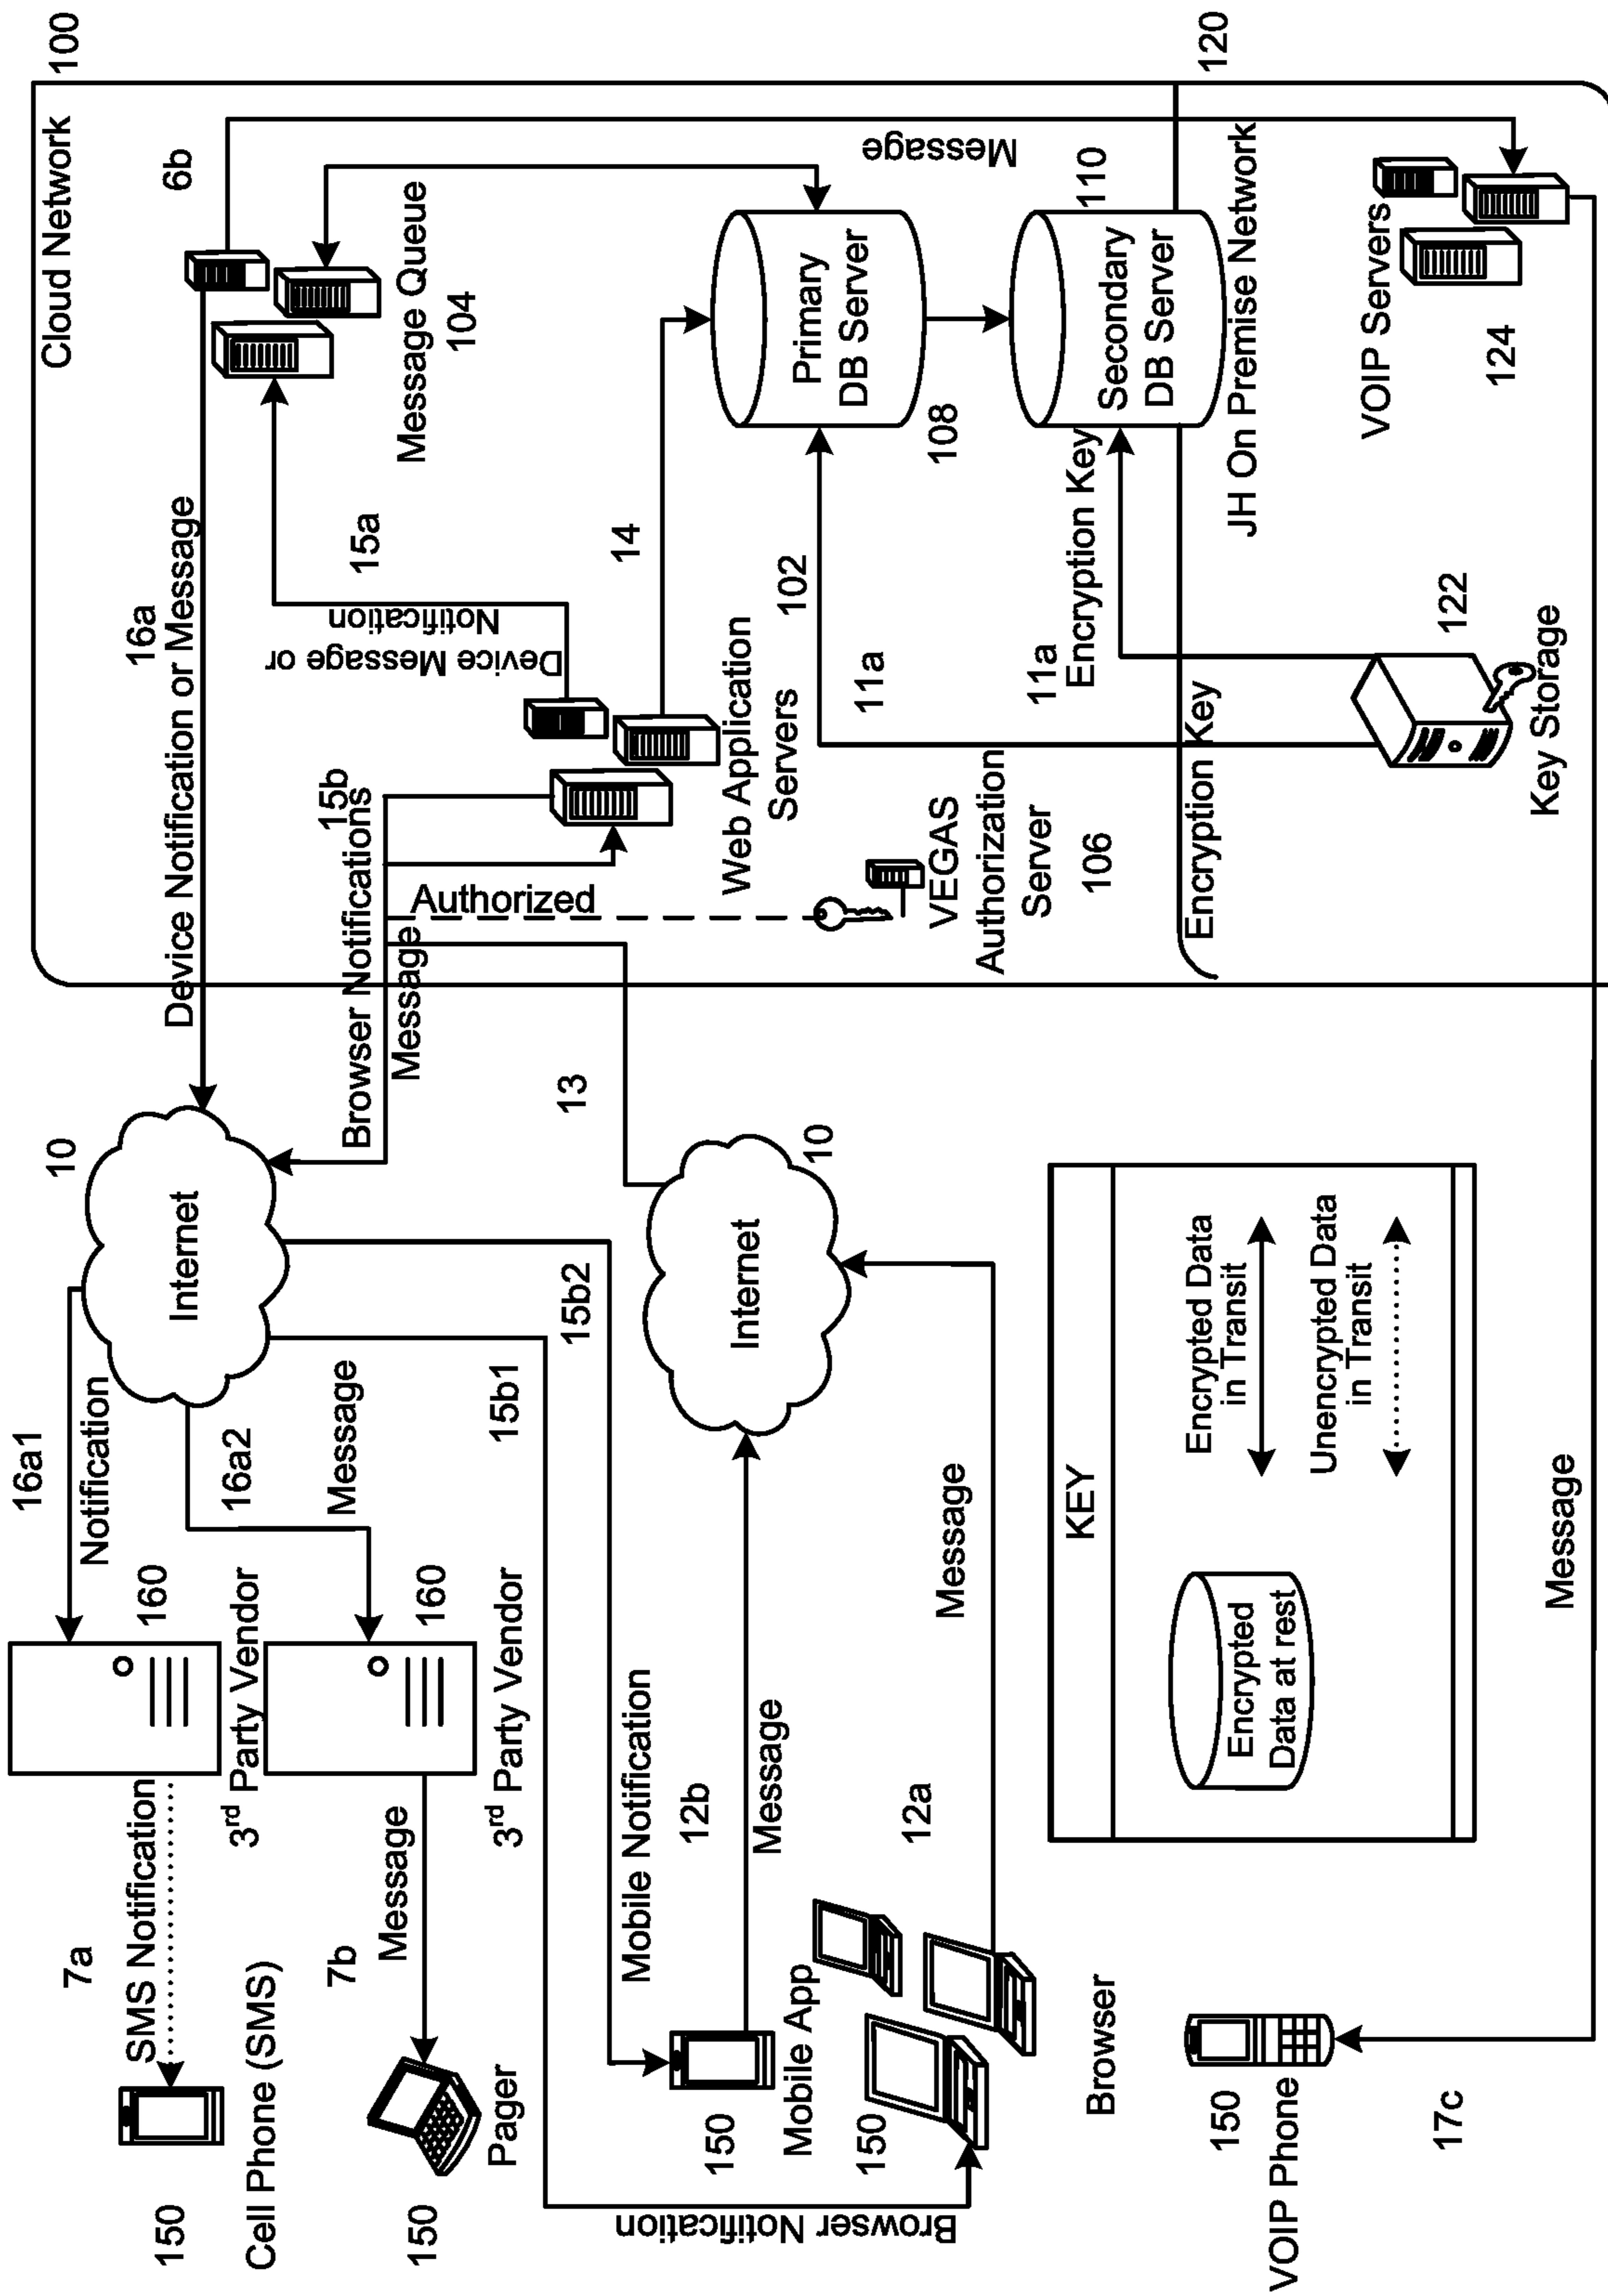 150
Cell Phone (SMS)
7a
SMS Notification
16a1
Notification
160
3rd Party Vendor
10
Internet
16a
Device Notification or Message
Cloud Network
100
6b
150
Pager
7b
Message
16a2
Message
160
3rd Party Vendor
15b1
15b2
Browser Notifications
15b
Message
Authorized
Device Message or
Notification
15a
Message Queue
104
Browser Notification
Mobile Notification
150
Mobile App
12b
Message
13
Internet
10
Web Application
Servers
102
14
Primary
DB Server
108
Message
150
Browser
12a
Message
VEGAS
Authorization
Server
106
11a
11a
Encryption Key
Secondary
DB Server
110
120
Encryption Key
JH On Premise Network
KEY
Encrypted
Data at rest
Encrypted Data
in Transit
Unencrypted Data
in Transit
122
Key Storage
VOIP Servers
124
150
VOIP Phone
17c
Message